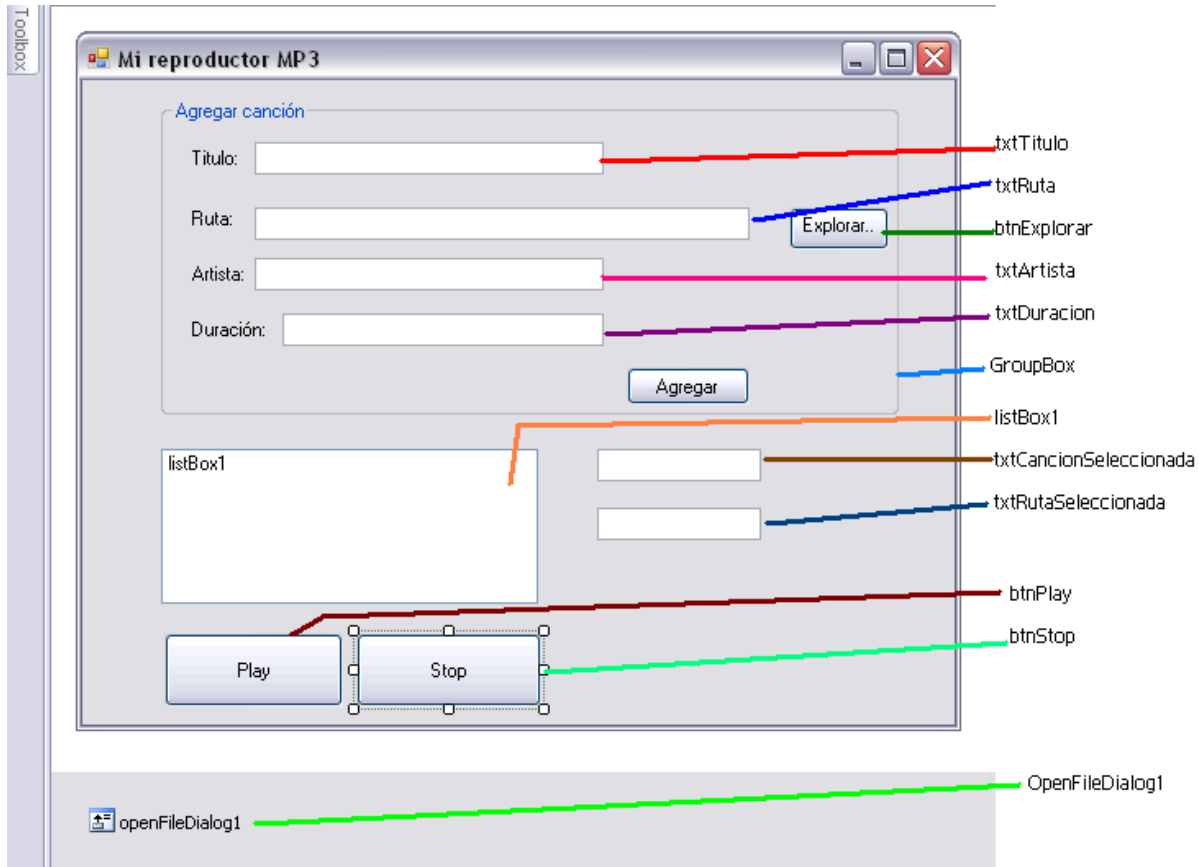 Toolbox
Mi reproductor MP3
Agregar canción
Titulo:
txtTitulo
txtRuta
Ruta:
Explorar..
btnExplorar
Artista:
txtArtista
Duración:
txtDuracion
GroupBox
Agregar
listBox1
listBox1
txtCancionSeleccionada
txtRutaSeleccionada
btnPlay
btnStop
Play
Stop
OpenFileDialog1
openFileDialog1